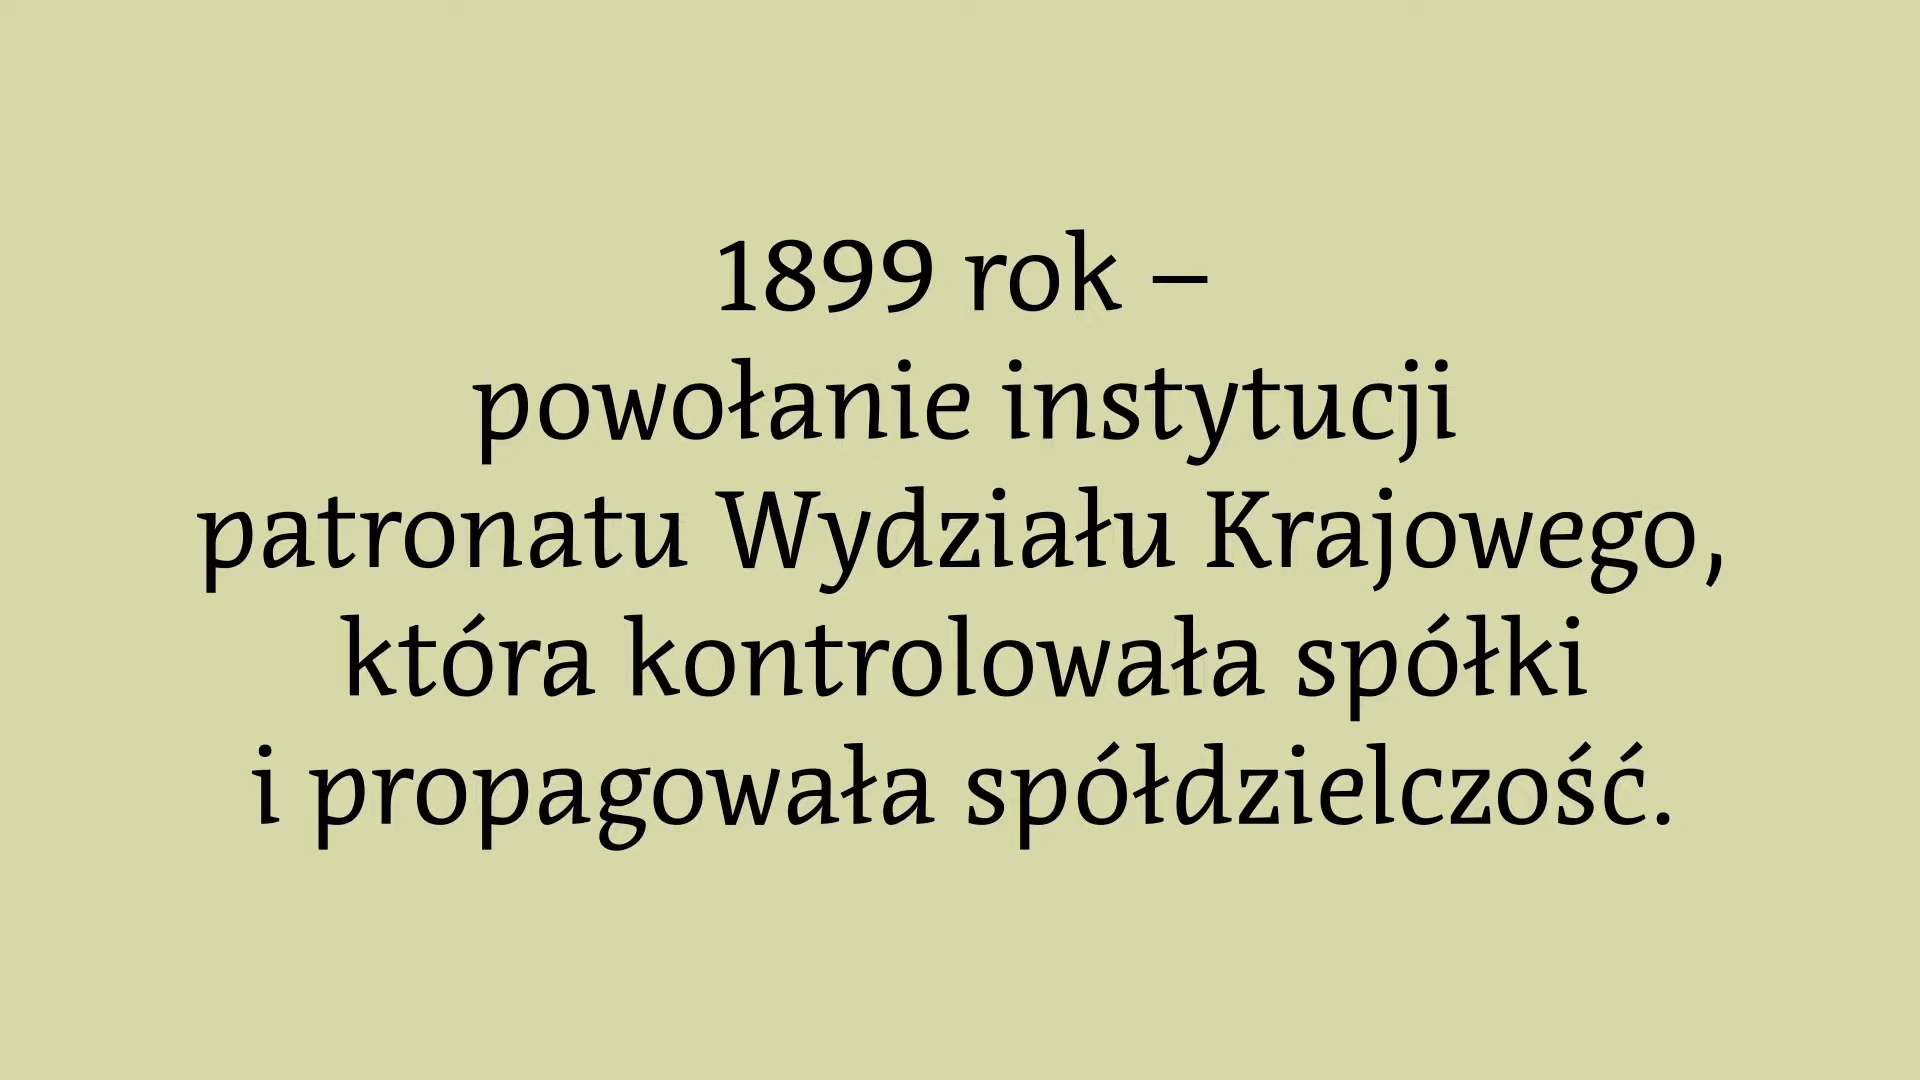 1899 rok –
powołanie instytucji
patronatu Wydziału Krajowego,
która kontrolowała spółki
i propagowała spółdzielczość.